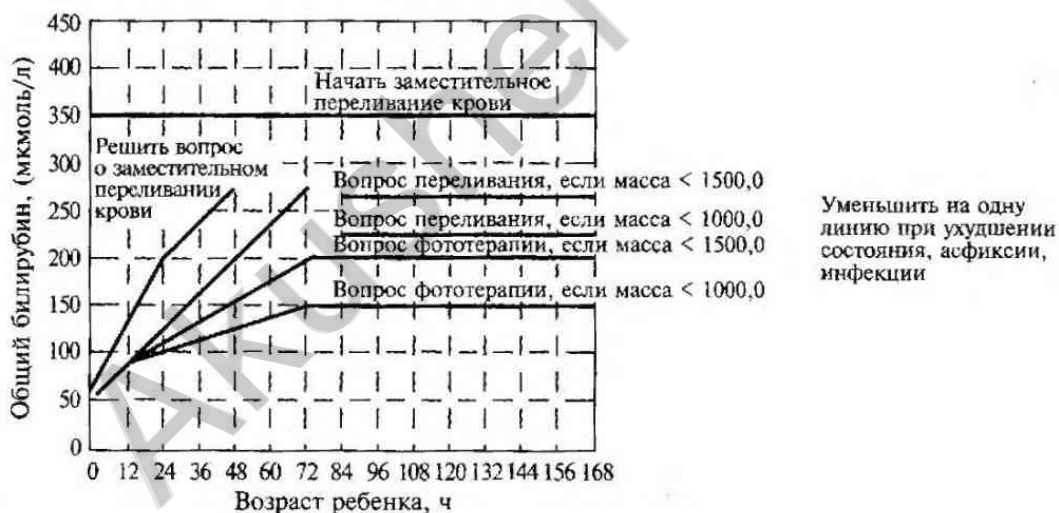 450
400
350
300
250
200
150
100
50
0
Общий билирубин, (мкмоль/л)
Начать заместительное
переливание крови
Решить вопрос
о заместительном
переливании
крови
Вопрос переливания, если масса < 1500,0
Вопрос переливания, если масса < 1000,0
Вопрос фототерапии, если масса < 1500,0
Вопрос фототерапии, если масса < 1000,0
0 12 24 36 48 60 72 84 96 108 120 132 144 156 168
Возраст ребенка, ч
Уменьшить на одну
линию при ухудшении
состояния, асфиксии,
инфекции
Akusher